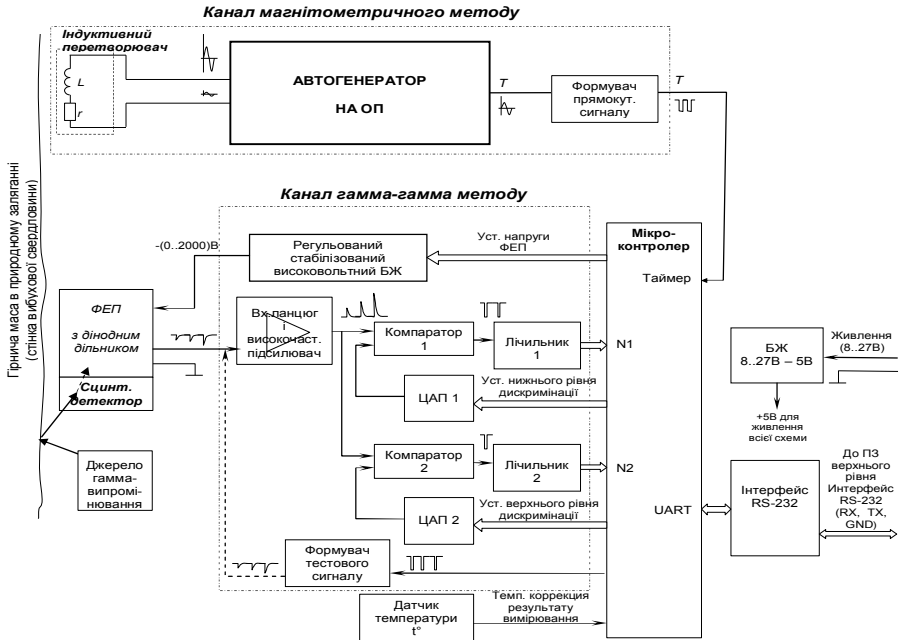 Канал магнітометричного методу
Індуктивний
перетворювач
L
r
АВТОГЕНЕРАТОР
НА ОП
T
Формувач
прямокут.
сигналу
T
Гірнича маса в природному заляганні
(стінка вибухової свердловини)
Канал гамма-гамма методу
-(0..2000)В
Регульований
стабілізований
високовольтний БЖ
Уст. напруги
ФЕП
Мікро-
контролер
Таймер
ФЕП
з дінодним
дільником
Сцинт.
детектор
Вх ланцюг
і
високочаст.
підсилювач
Компаратор
1
Лічильник
1
N1
ЦАП 1
Уст. нижнього рівня
дискримінації
Компаратор
2
Лічильник
2
N2
ЦАП 2
Уст. верхнього рівня
дискримінації
UART
Джерело
гамма-
випромі-
нювання
Формувач
тестового
сигналу
Датчик
температури
t°
Темп. коррекция
результату
вимірювання
БЖ
8..27В – 5В
Живлення
(8..27В)
+5В для
живлення
всієї схеми
Інтерфейс
RS-232
До ПЗ
верхнього
рівня
Интерфейс
RS-232
(RX, TX,
GND)